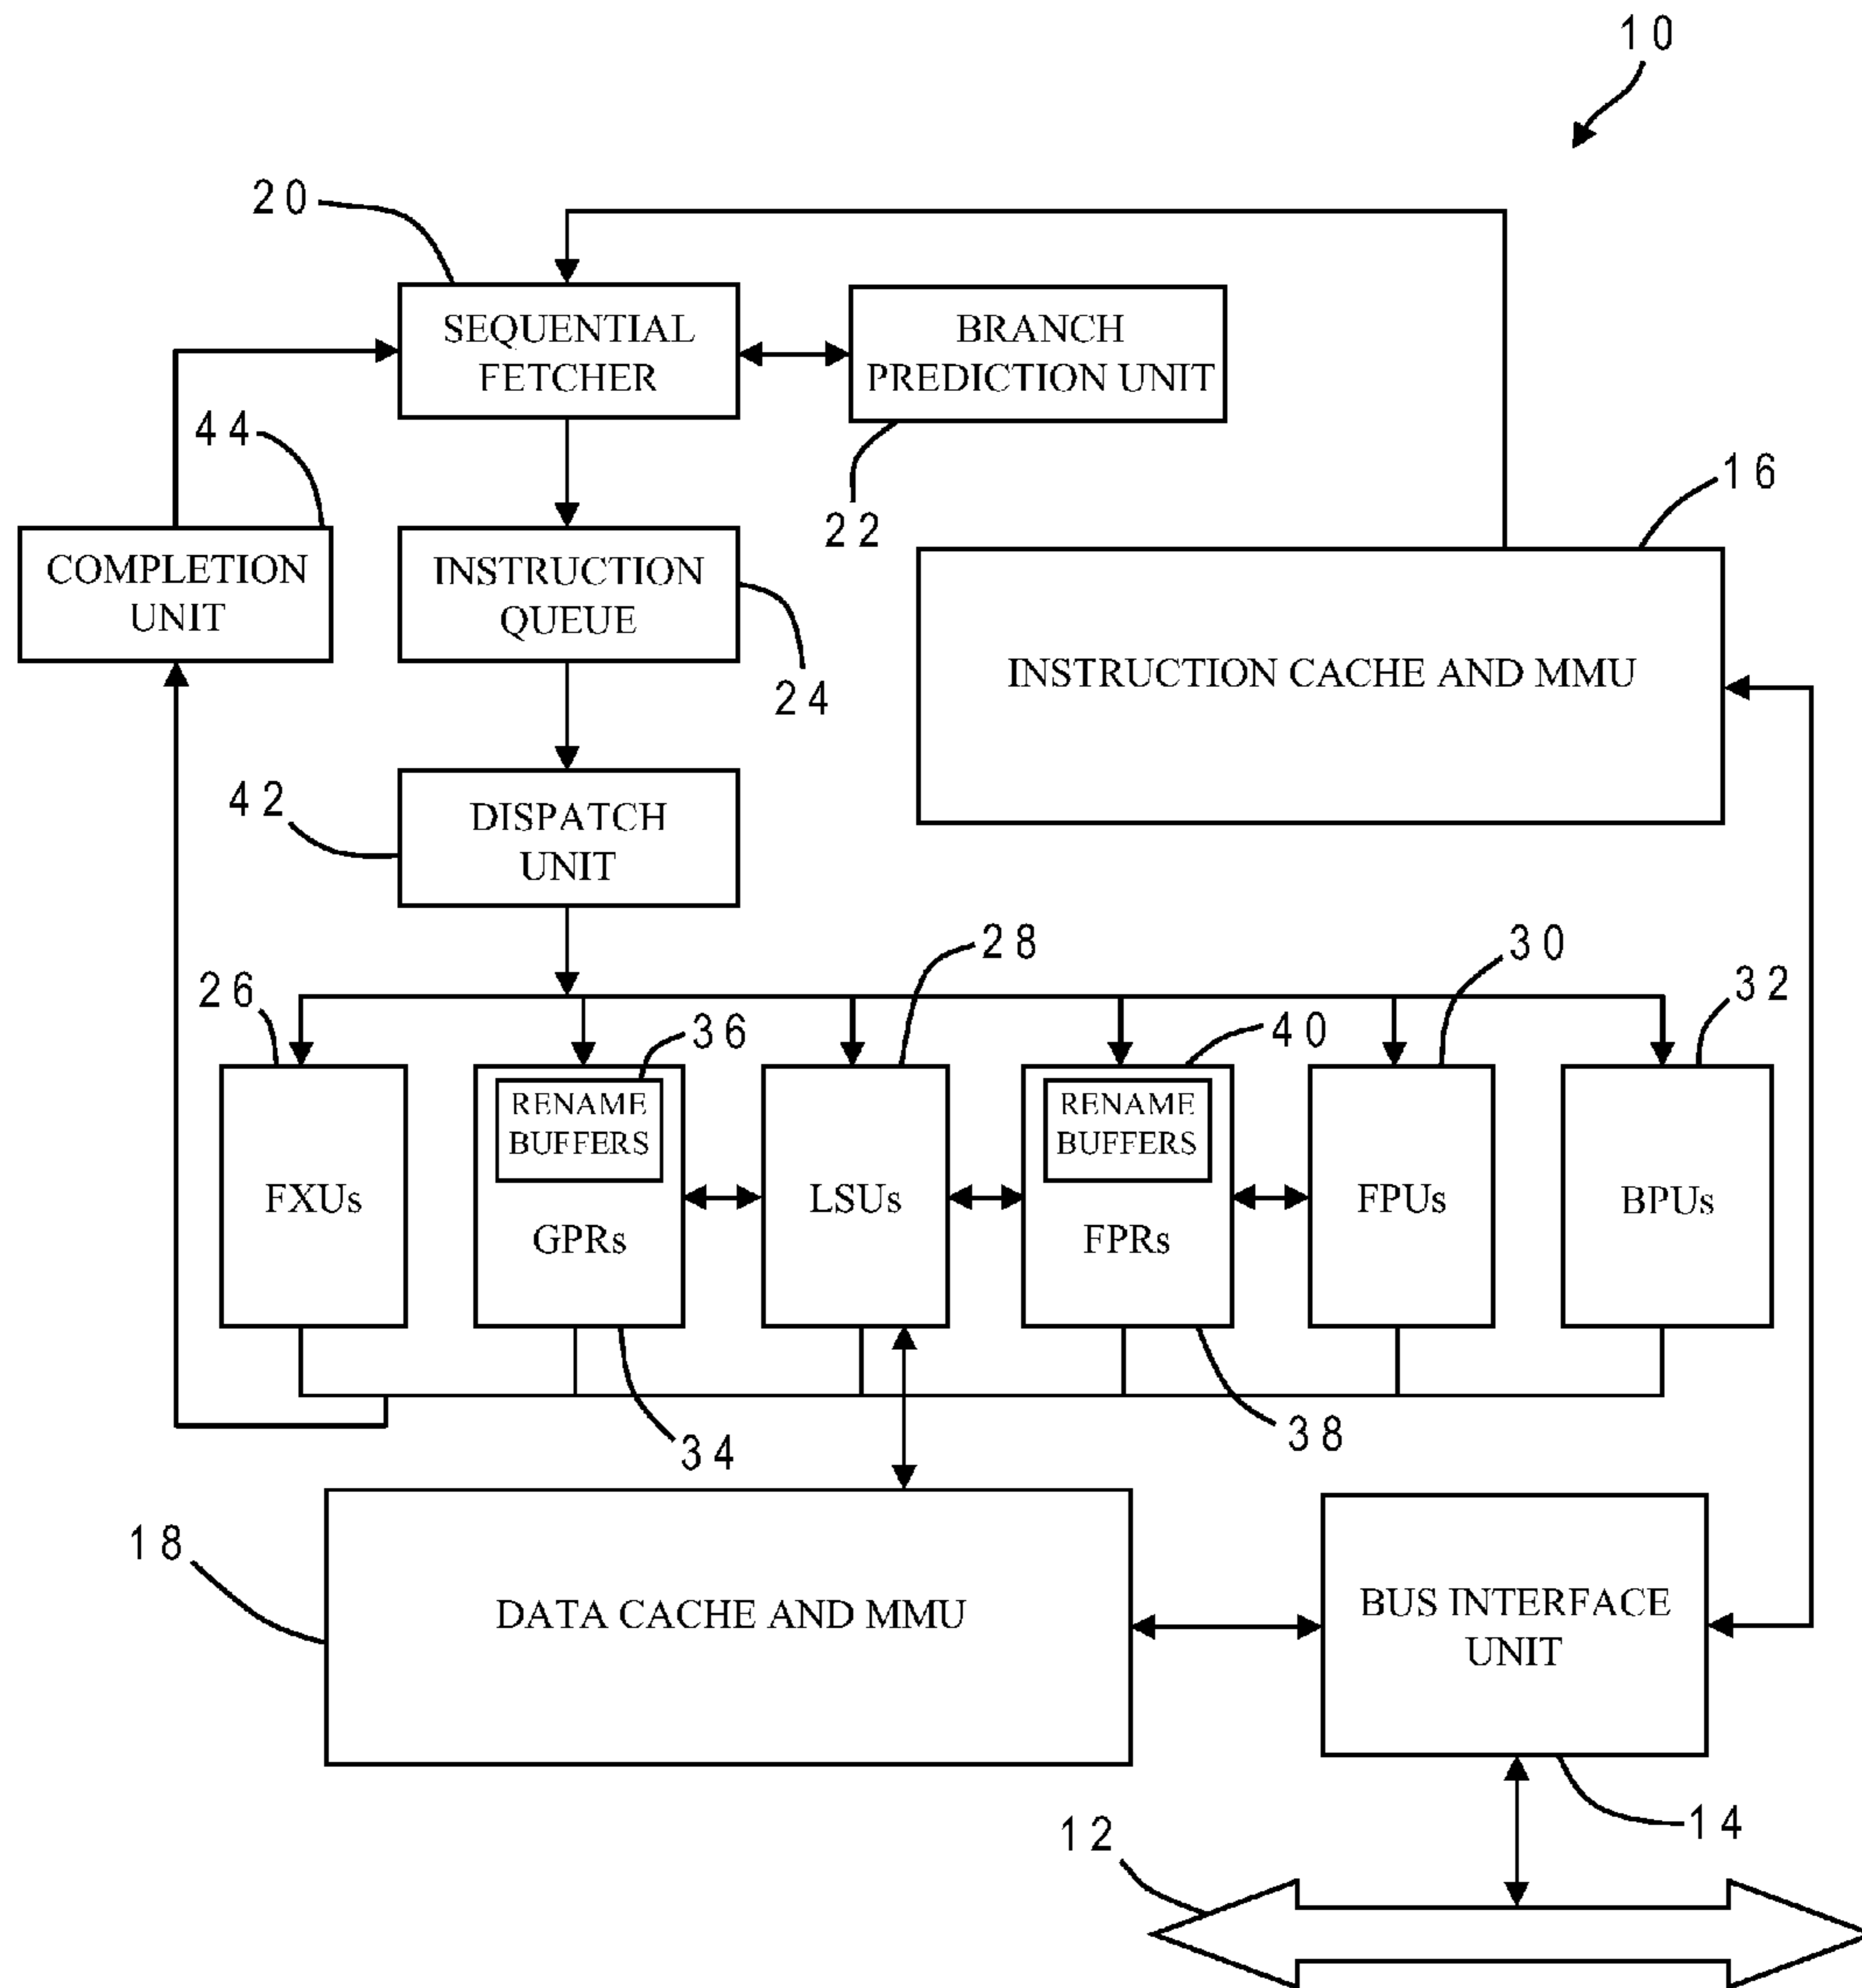 10
20
SEQUENTIAL
FETCHER
BRANCH
PREDICTION UNIT
44
22
16
COMPLETION
UNIT
INSTRUCTION
QUEUE
24
INSTRUCTION CACHE AND MMU
42
DISPATCH
UNIT
26
36
28
40
30
32
FXUs
RENAME
BUFFERS
GPRs
LSUs
RENAME
BUFFERS
FPRs
FPUs
BPUs
34
38
18
DATA CACHE AND MMU
BUS INTERFACE
UNIT
14
12